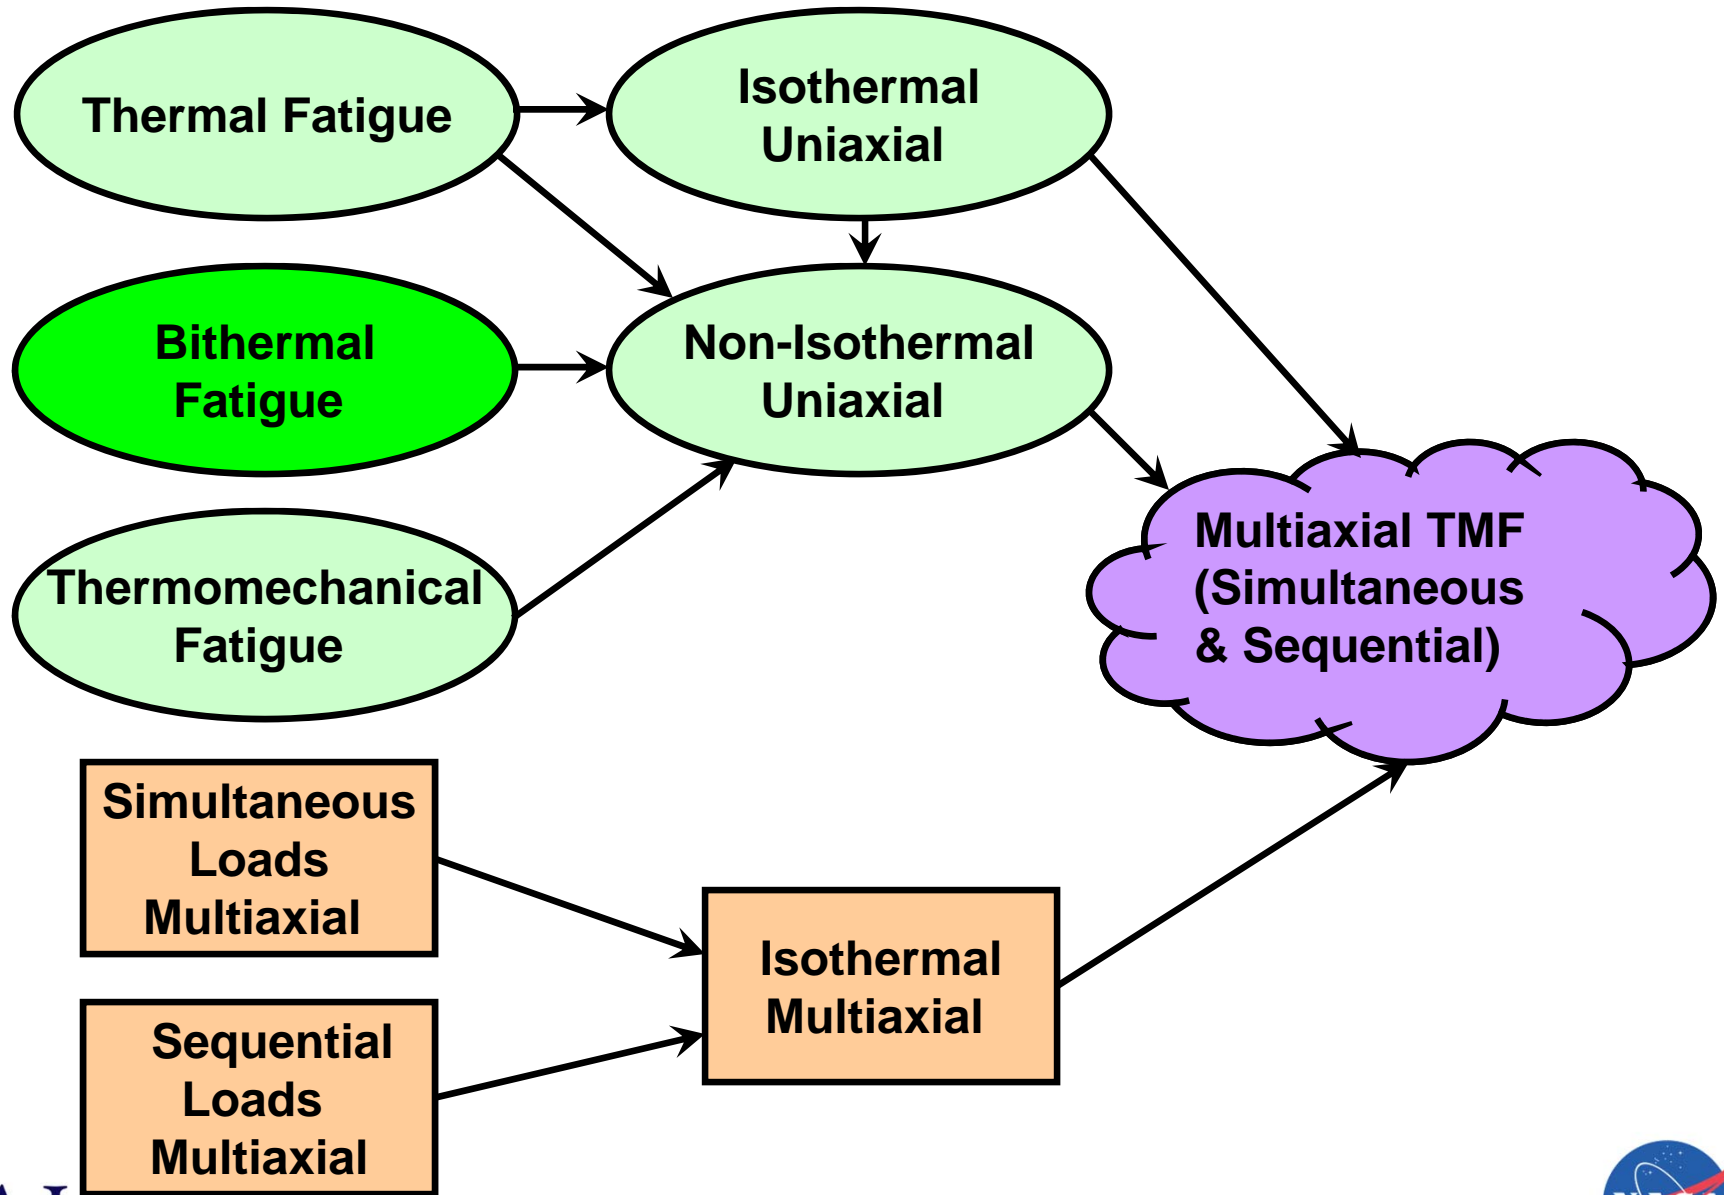 Thermal Fatigue
Isothermal
Uniaxial
Bithermal
Fatigue
Non-Isothermal
Uniaxial
Thermomechanical
Fatigue
Multiaxial TMF
(Simultaneous
& Sequential)
Simultaneous
Loads
Multiaxial
Isothermal
Multiaxial
Sequential
Loads
Multiaxial